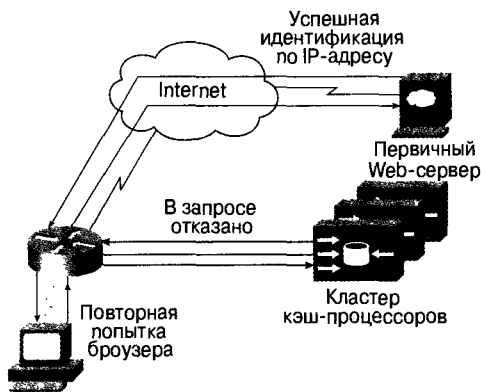 Успешная
идентификация
по IP-адресу
Internet
Первичный
Web-сервер
В запросе
отказано
Кластер
кэш-процессоров
Повторная
попытка
броузера